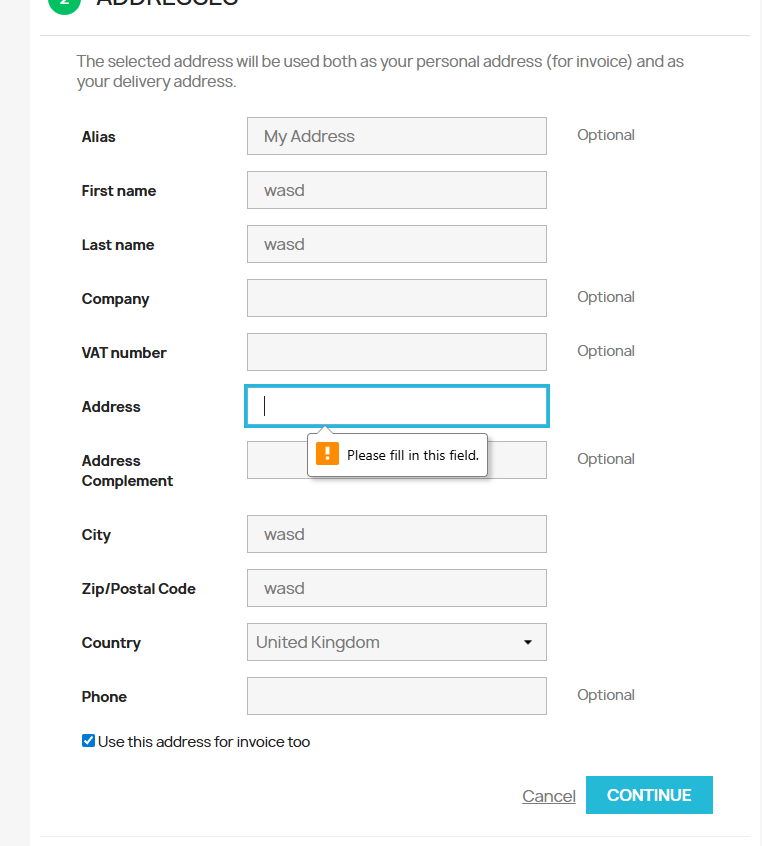 2 ADDRESSES
The selected address will be used both as your personal address (for invoice) and as
your delivery address.
Alias My Address Optional
First name wasd
Last name wasd
Company Optional
VAT number Optional
Address
Please fill in this field.
Address
Complement Optional
City wasd
Zip/Postal Code wasd
Country United Kingdom
Phone Optional
Use this address for invoice too
Cancel CONTINUE